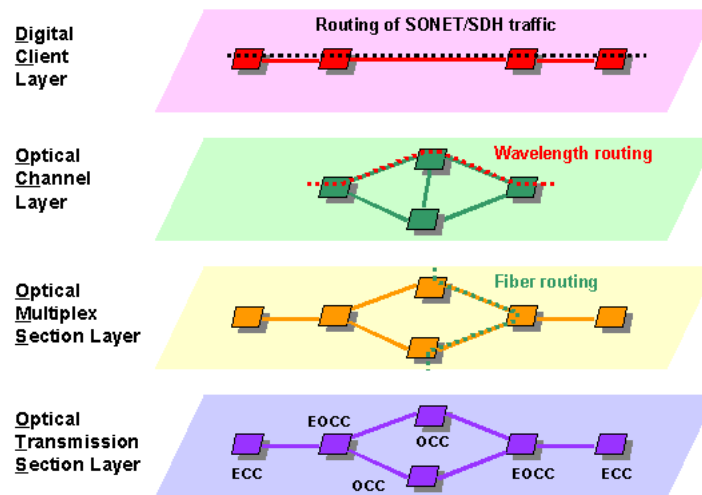 Digital
Client
Layer
Routing of SONET/SDH traffic
Optical
Channel
Layer
Wavelength routing
Optical
Multiplex
Section Layer
Fiber routing
Optical
Transmission
Section Layer
EOCC
OCC
ECC
OCC
EOCC
ECC